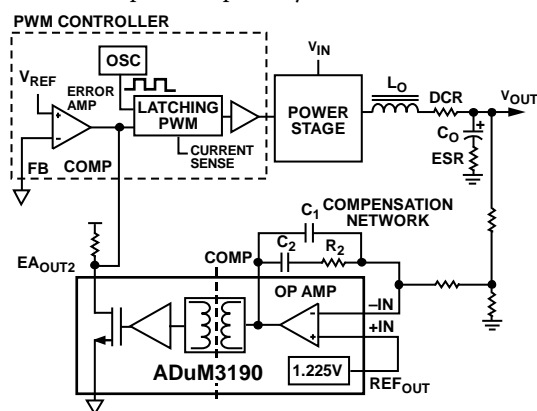 PWM CONTROLLER
OSC
VIN
VREF
ERROR
AMP
LATCHING
PWM
POWER
STAGE
LO
DCR
VOUT
CO
ESR
+
−
+
FB
COMP
CURRENT
SENSE
COMPENSATION
NETWORK
C1
C2
R2
EAOUT2
COMP
OP AMP
−IN
+IN
−
+
1.225V
REFOUT
ADuM3190